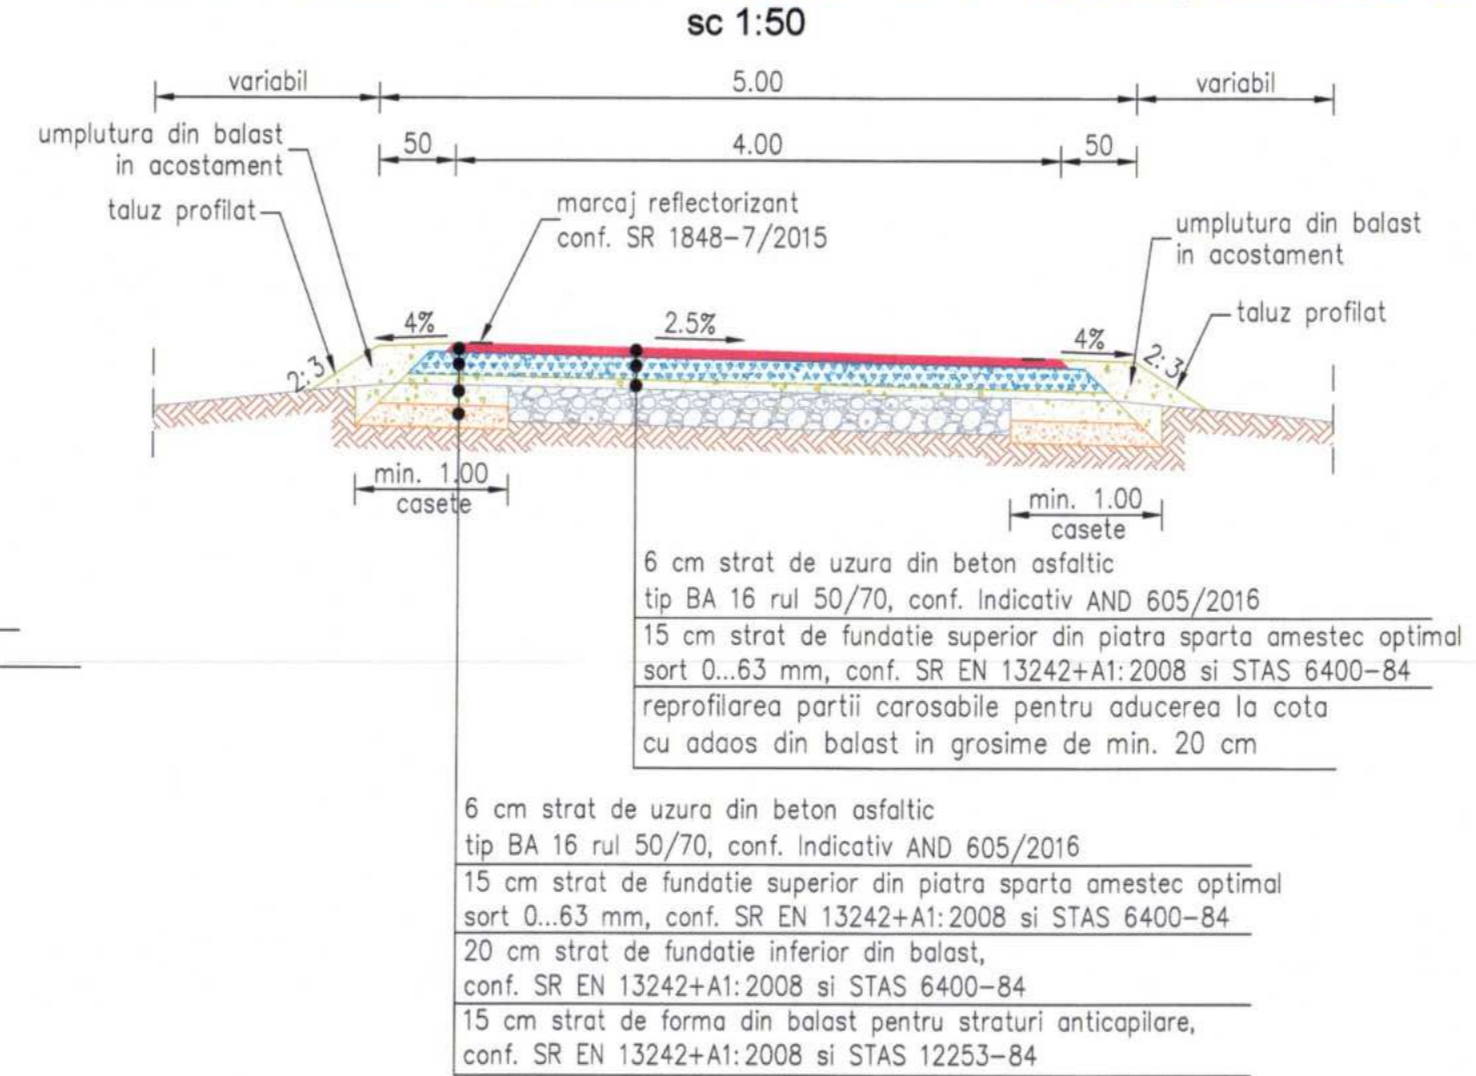 sc 1:50
variabil
5.00
variabil
50
4.00
50
umplutura din balast
in acostament
taluz profilat
marcaj reflectorizant
conf. SR 1848-7/2015
umplutura din balast
in acostament
taluz profilat
4%
2.5%
4%
2:3
2:3
min. 1.00
casete
min. 1.00
casete
6 cm strat de uzura din beton asfaltic
tip BA 16 rul 50/70, conf. Indicativ AND 605/2016
15 cm strat de fundatie superior din piatra sparta amestec optimal
sort 0...63 mm, conf. SR EN 13242+A1:2008 si STAS 6400-84
reprofilarea partii carosabile pentru aducerea la cota
cu adaos din balast in grosime de min. 20 cm
6 cm strat de uzura din beton asfaltic
tip BA 16 rul 50/70, conf. Indicativ AND 605/2016
15 cm strat de fundatie superior din piatra sparta amestec optimal
sort 0...63 mm, conf. SR EN 13242+A1:2008 si STAS 6400-84
20 cm strat de fundatie inferior din balast,
conf. SR EN 13242+A1:2008 si STAS 6400-84
15 cm strat de forma din balast pentru straturi anticapilare,
conf. SR EN 13242+A1:2008 si STAS 12253-84